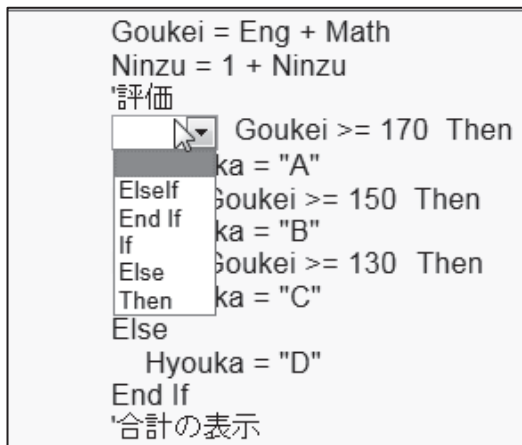 Goukei = Eng + Math
Ninzu = 1 + Ninzu
'評価
Goukei >= 170 Then
ka = "A"
ElseIf
Goukei >= 150 Then
End If
ka = "B"
If
Goukei >= 130 Then
Else
ka = "C"
Then
Else
Hyouka = "D"
End If
'合計の表示